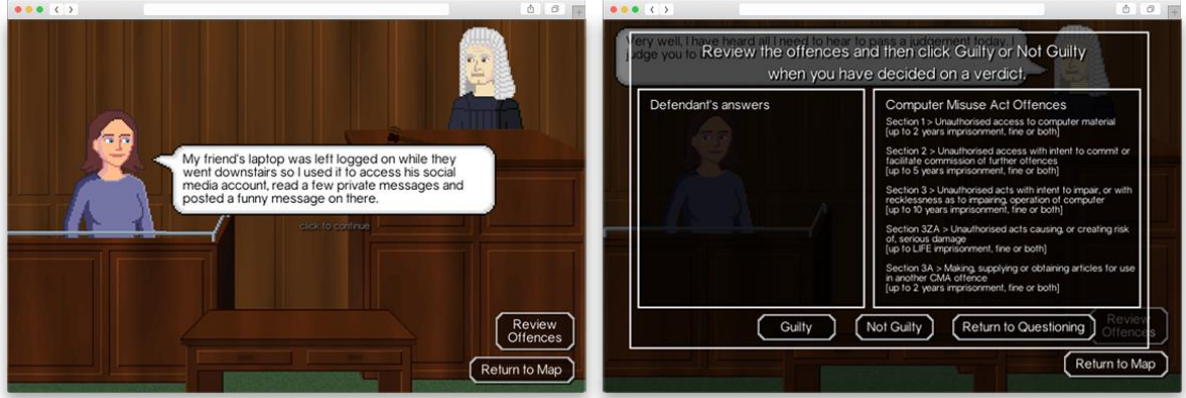 My friend's laptop was left logged on while they
went downstairs so I used it to access his social
media account, read a few private messages and
posted a funny message on there.
click to continue
Review
Offences
Return to Map
Very well, I have heard all I need to hear to pass a judgement today. I
judge you to
Review the offences and then click Guilty or Not Guilty
when you have decided on a verdict.
Defendant's answers
Computer Misuse Act Offences
Section 1 > Unauthorised access to computer material
[up to 2 years imprisonment, fine or both]
Section 2 > Unauthorised access with intent to commit or
facilitate commission of further offences
[up to 5 years imprisonment, fine or both]
Section 3 > Unauthorised acts with intent to impair, or with
recklessness as to impairing, operation of computer
[up to 10 years imprisonment, fine or both]
Section 3ZA > Unauthorised acts causing, or creating risk
of, serious damage
[up to LIFE imprisonment, fine or both]
Section 3A > Making, supplying or obtaining articles for use
in another CMA offence
[up to 2 years imprisonment, fine or both]
Guilty
Not Guilty
Return to Questioning
Review
Offences
Return to Map